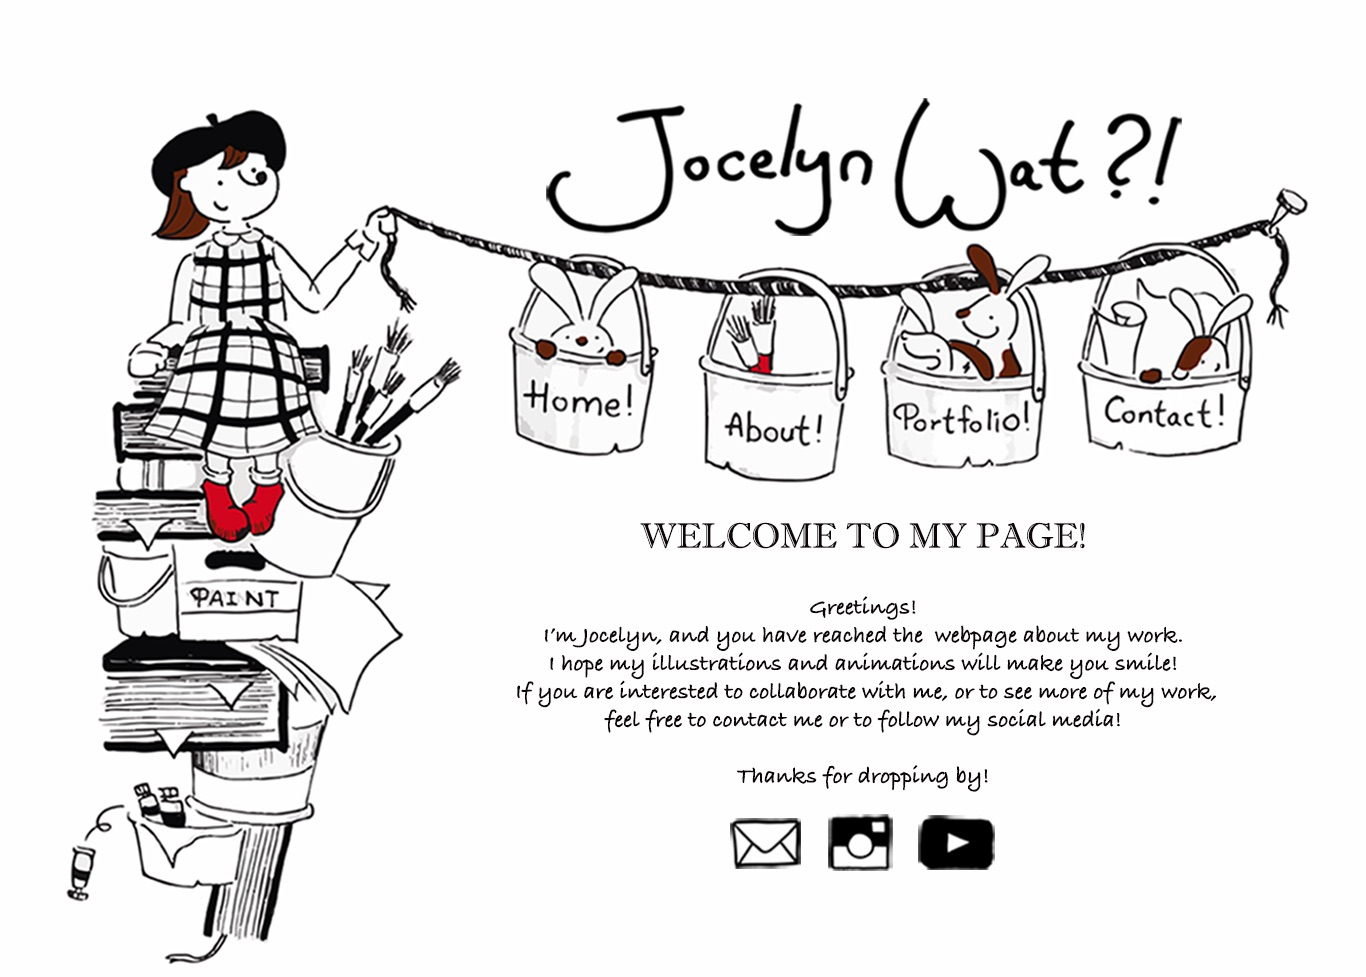 Jocelyn Wat?!
Home!
About!
Portfolio!
Contact!
PAINT
WELCOME TO MY PAGE!
Greetings!
I'm Jocelyn, and you have reached the webpage about my work.
I hope my illustrations and animations will make you smile!
If you are interested to collaborate with me, or to see more of my work,
feel free to contact me or to follow my social media!
Thanks for dropping by!